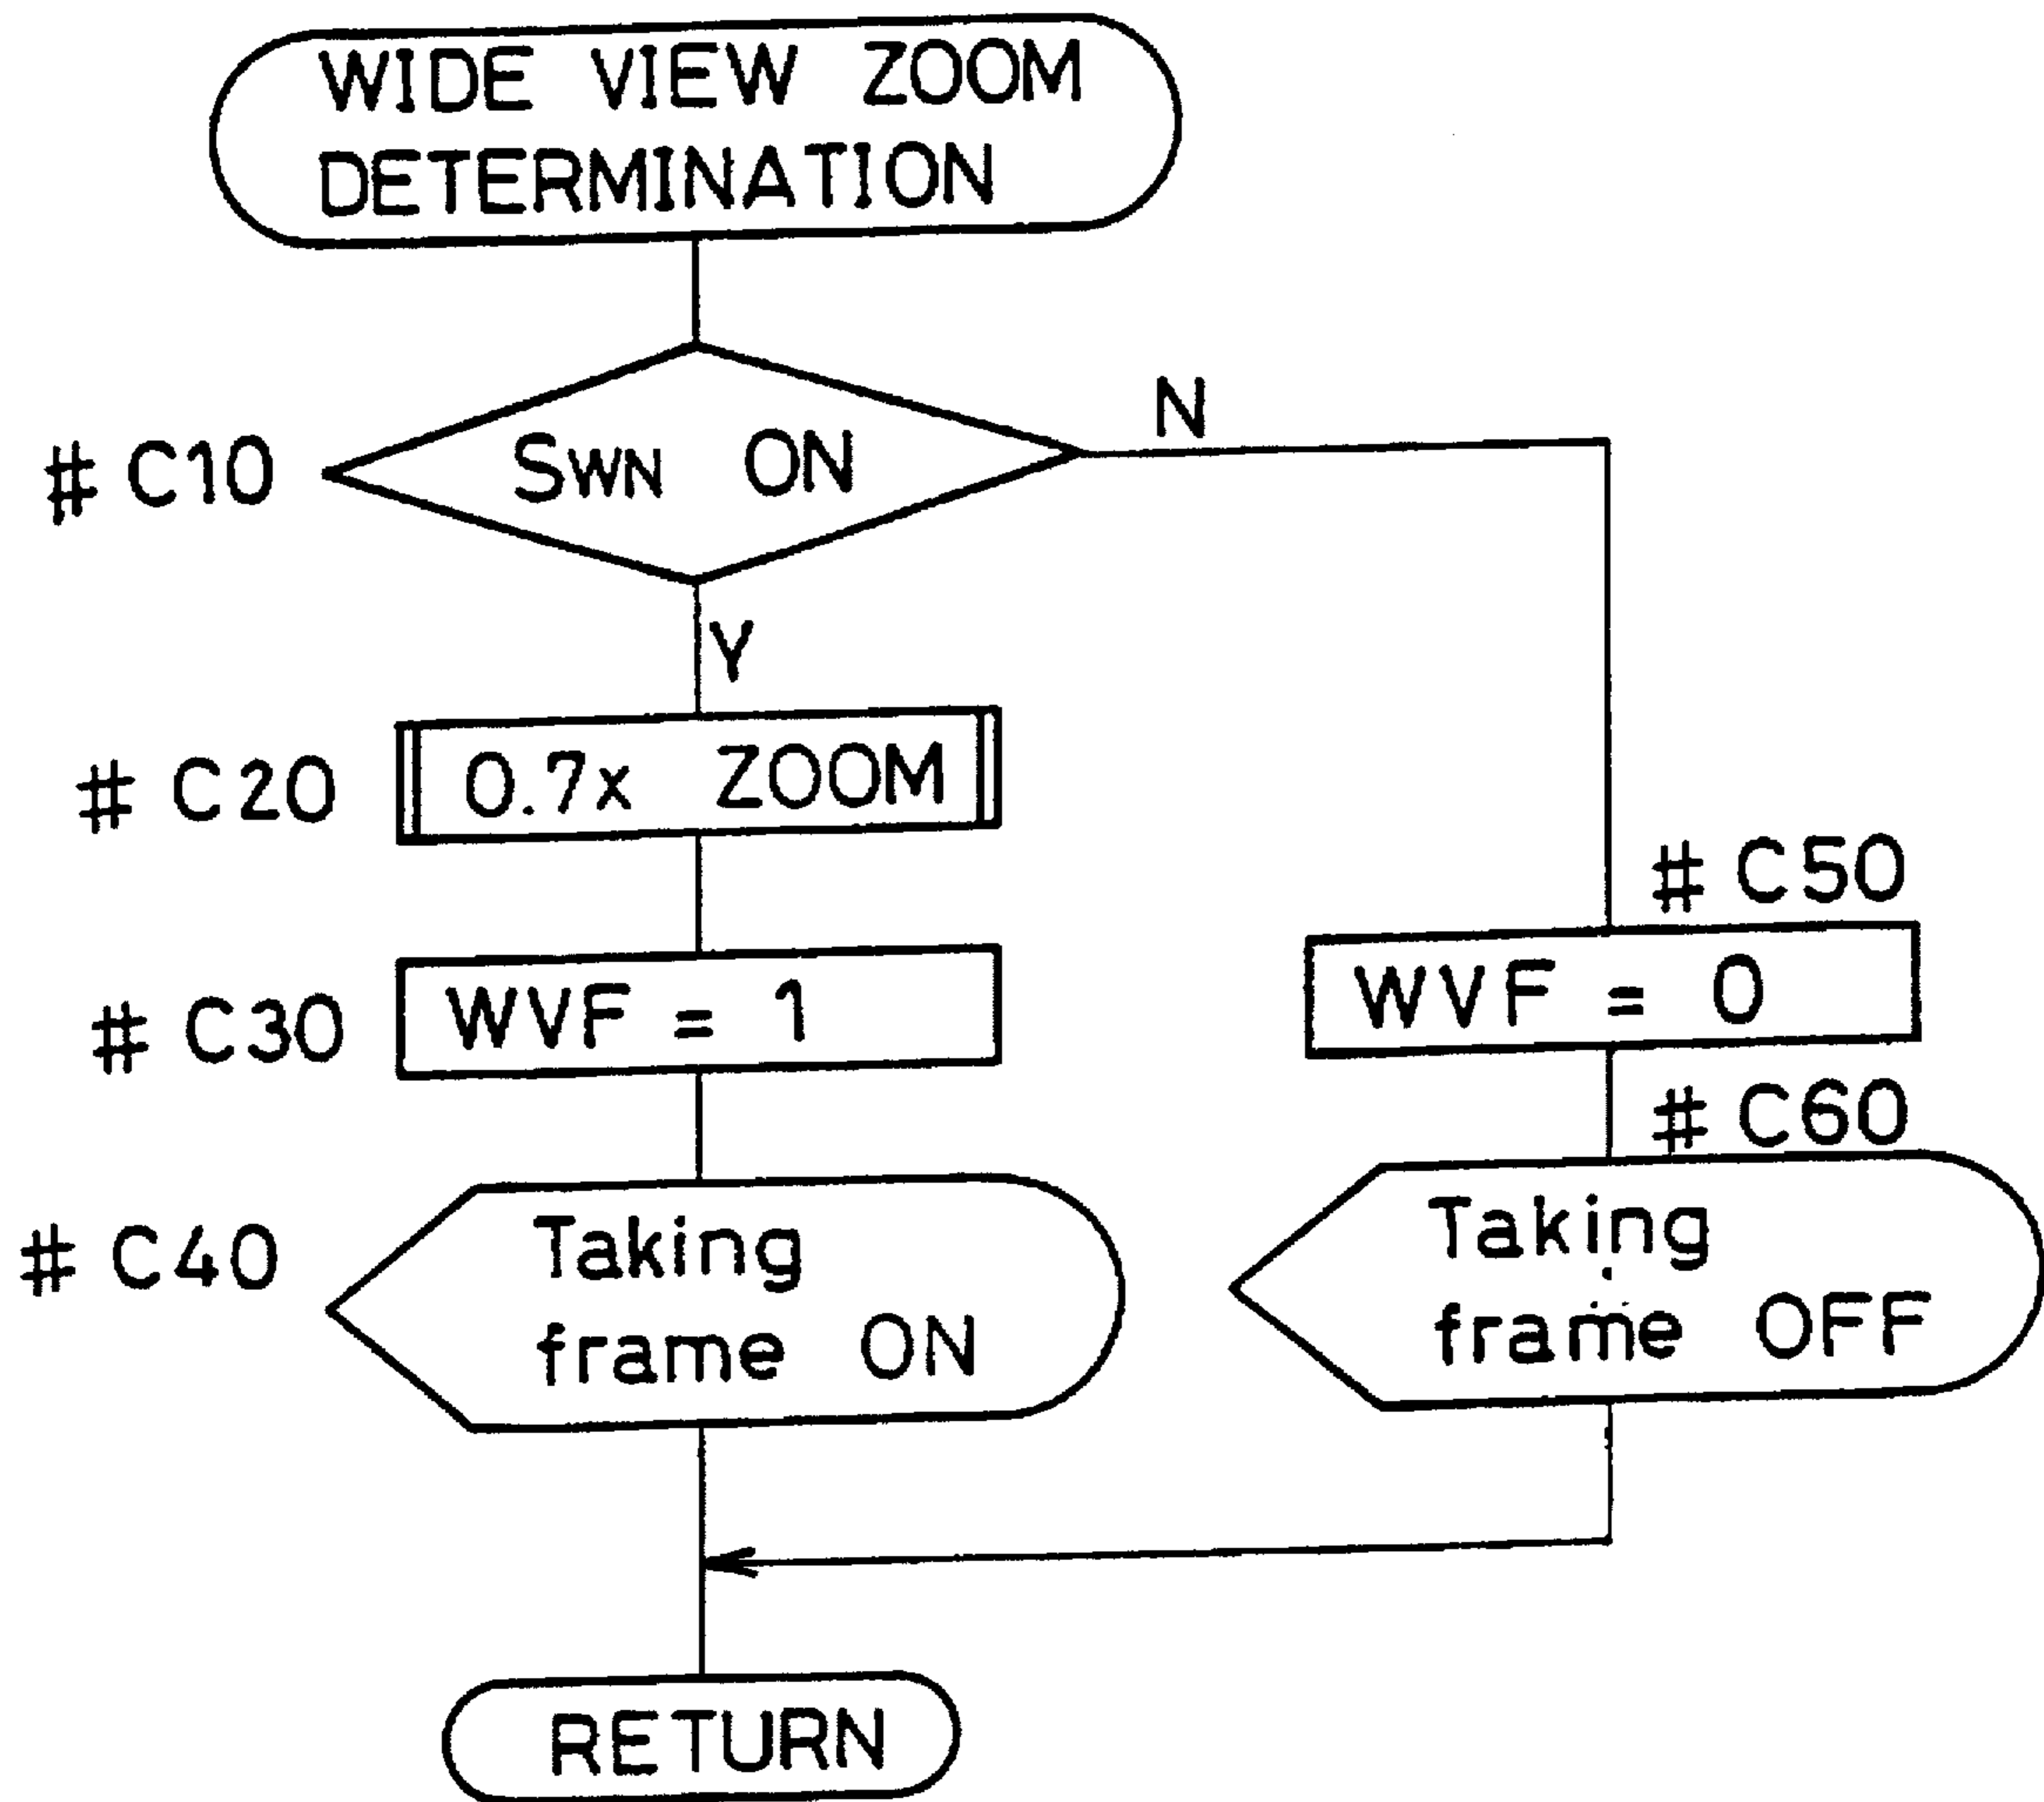 WIDE VIEW ZOOM
DETERMINATION
# C10
SWN ON
N
Y
# C20
0.7x ZOOM
# C30
WVF = 1
# C40
Taking
frame ON
# C50
WVF = 0
# C60
Taking
frame OFF
RETURN